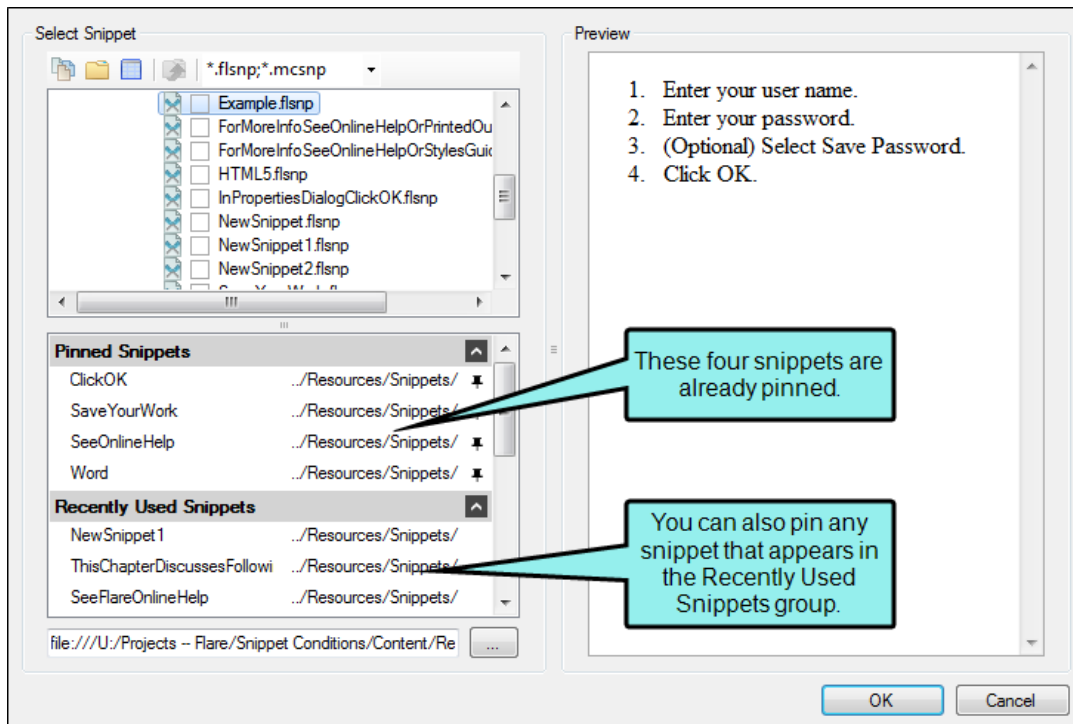 Select Snippet
*.flsnp;*.mcsnp
Example.flsnp
ForMoreInfoSeeOnlineHelpOrPrintedOu
ForMoreInfoSeeOnlineHelpOrStylesGuid
HTML5.flsnp
InPropertiesDialogClickOK.flsnp
NewSnippet.flsnp
NewSnippet1.flsnp
NewSnippet2.flsnp
Pinned Snippets
ClickOK ../Resources/Snippets/
SaveYourWork ../Resources/Snippets/
SeeOnlineHelp ../Resources/Snippets/
Word ../Resources/Snippets/
Recently Used Snippets
NewSnippet1 ../Resources/Snippets/
ThisChapterDiscussesFollowi ../Resources/Snippets/
SeeFlareOnlineHelp ../Resources/Snippets/
file:///U:/Projects -- Flare/Snippet Conditions/Content/Re
...
Preview
1. Enter your user name.
2. Enter your password.
3. (Optional) Select Save Password.
4. Click OK.
These four snippets are
already pinned.
You can also pin any
snippet that appears in
the Recently Used
Snippets group.
OK
Cancel